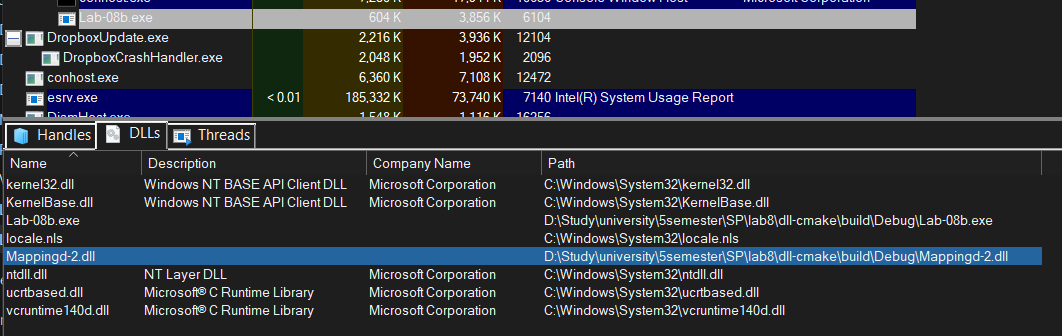 Lab-08b.exe 604 K 3,856 K 6104
DropboxUpdate.exe 2,216 K 3,936 K 12104
DropboxCrashHandler.exe 2,048 K 1,952 K 2096
conhost.exe 6,360 K 7,108 K 12472
esrv.exe < 0.01 185,332 K 73,740 K 7140 Intel(R) System Usage Report
Handles DLLs Threads
Name Description Company Name Path
kernel32.dll Windows NT BASE API Client DLL Microsoft Corporation C:\Windows\System32\kernel32.dll
KernelBase.dll Windows NT BASE API Client DLL Microsoft Corporation C:\Windows\System32\KernelBase.dll
Lab-08b.exe D:\Study\university\5semester\SP\lab8\dll-cmake\build\Debug\Lab-08b.exe
locale.nls C:\Windows\System32\locale.nls
Mappingd-2.dll D:\Study\university\5semester\SP\lab8\dll-cmake\build\Debug\Mappingd-2.dll
ntdll.dll NT Layer DLL Microsoft Corporation C:\Windows\System32\ntdll.dll
ucrtbased.dll Microsoft® C Runtime Library Microsoft Corporation C:\Windows\System32\ucrtbased.dll
vcruntime140d.dll Microsoft® C Runtime Library Microsoft Corporation C:\Windows\System32\vcruntime140d.dll